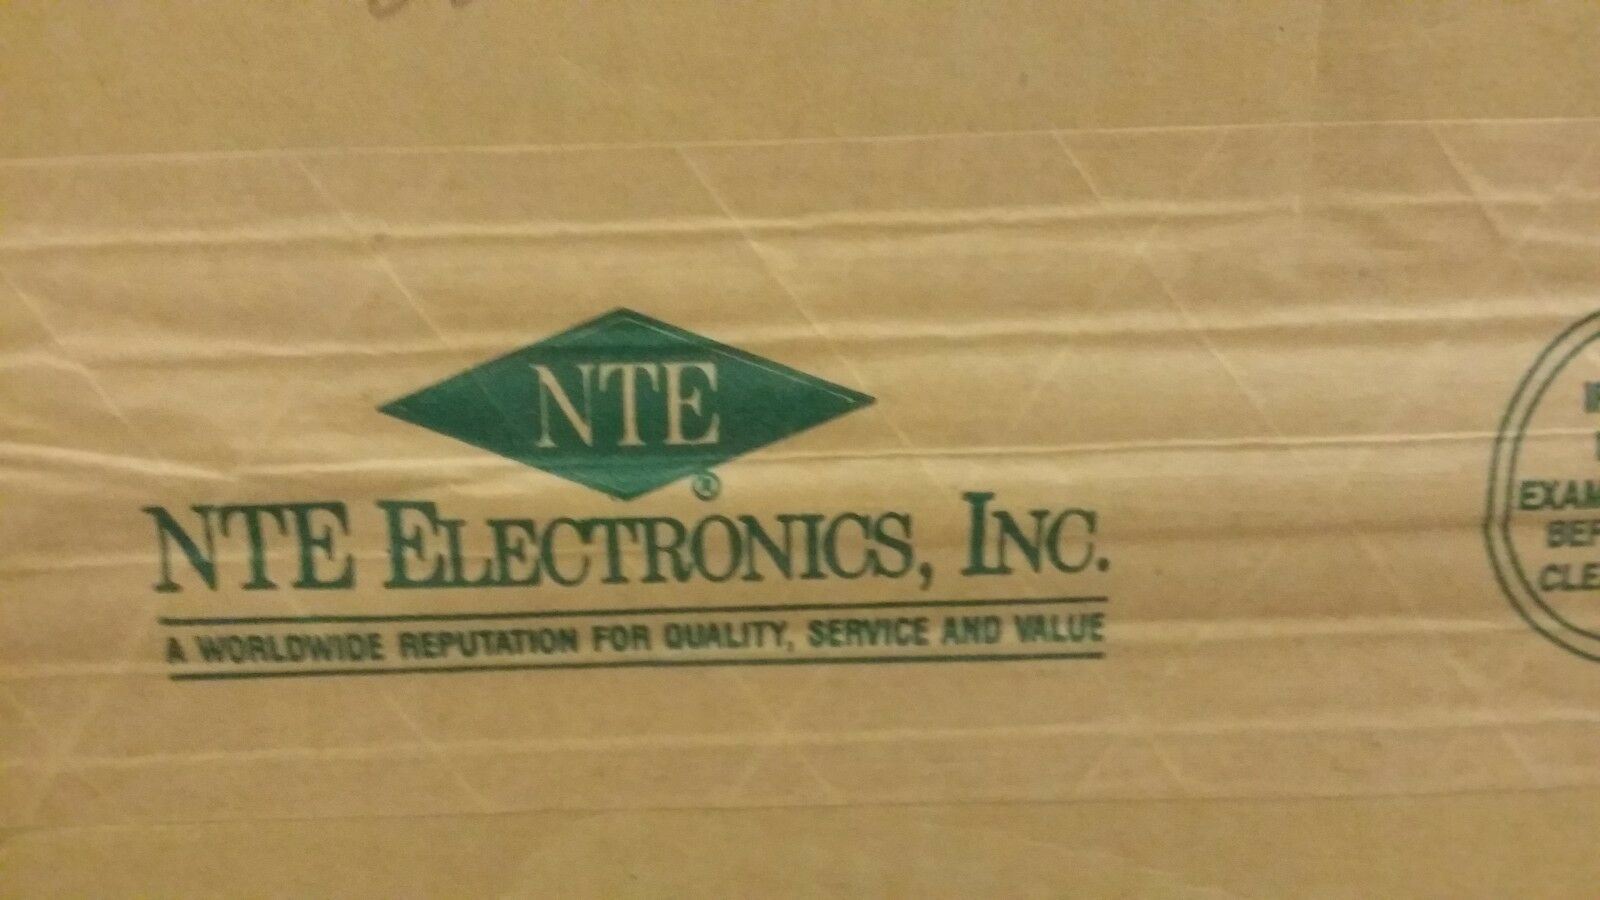 NTE
®
NTE ELECTRONICS, INC.
A WORLDWIDE REPUTATION FOR QUALITY, SERVICE AND VALUE